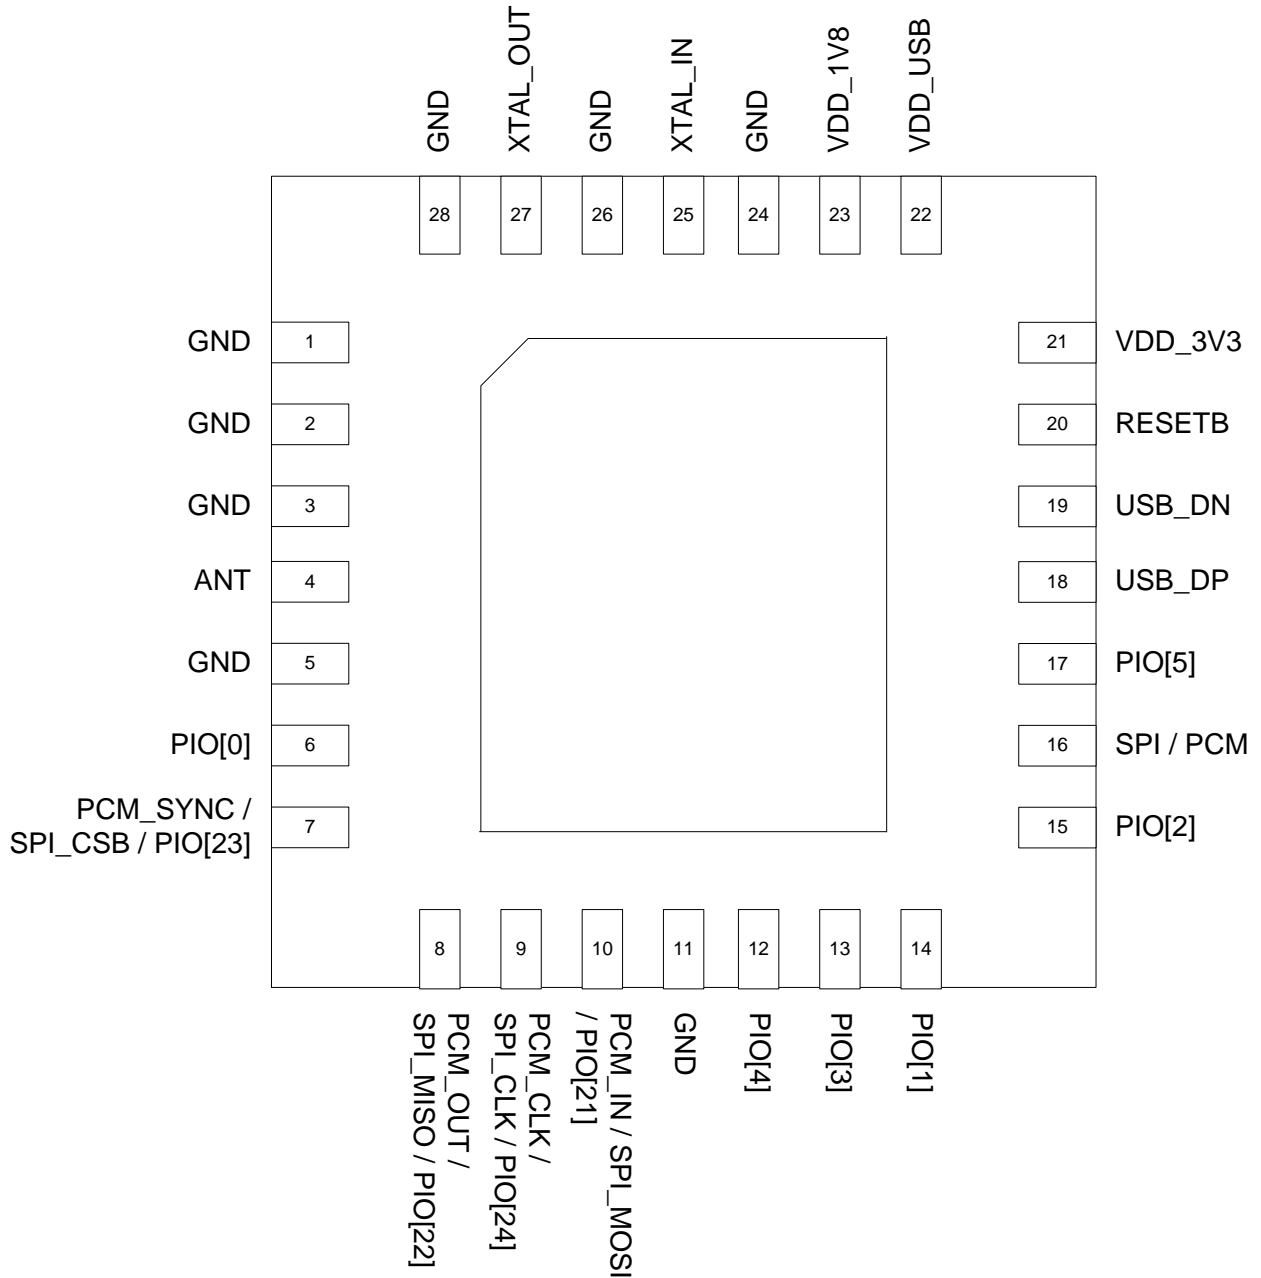 GND
XTAL_OUT
GND
XTAL_IN
GND
VDD_1V8
VDD_USB
28
27
26
25
24
23
22
GND
1
GND
2
GND
3
ANT
4
GND
5
PIO[0]
6
PCM_SYNC /
SPI_CSB / PIO[23]
7
21
VDD_3V3
20
RESETB
19
USB_DN
18
USB_DP
17
PIO[5]
16
SPI / PCM
15
PIO[2]
8
9
10
11
12
13
14
PCM_OUT /
SPI_MISO / PIO[22]
PCM_CLK /
SPI_CLK / PIO[24]
PCM_IN / SPI_MOSI
/ PIO[21]
GND
PIO[4]
PIO[3]
PIO[1]